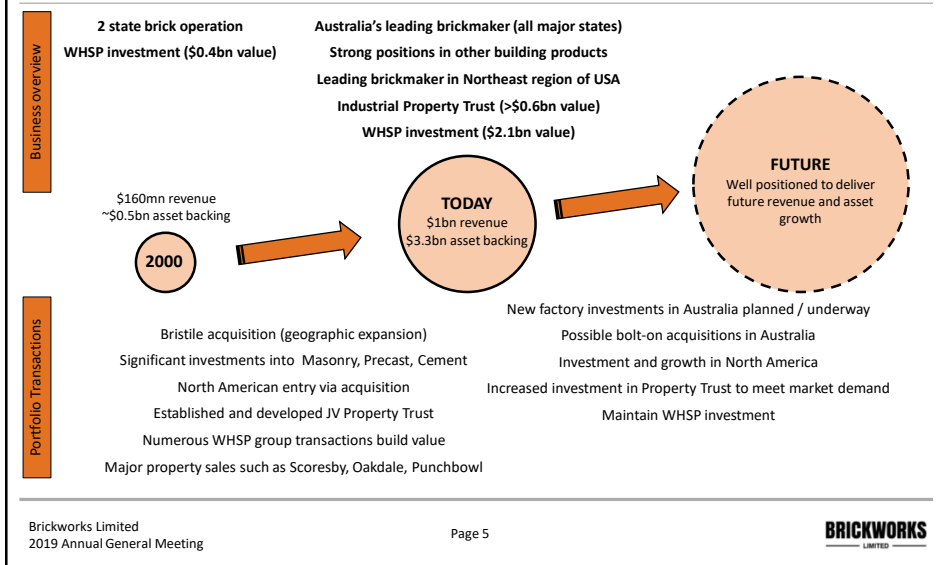 Business overview
2 state brick operation
WHSP investment ($0.4bn value)
Australia’s leading brickmaker (all major states)
Strong positions in other building products
Leading brickmaker in Northeast region of USA
Industrial Property Trust (>$0.6bn value)
WHSP investment ($2.1bn value)
$160mn revenue
~$0.5bn asset backing
2000
TODAY
$1bn revenue
$3.3bn asset backing
FUTURE
Well positioned to deliver
future revenue and asset
growth
Portfolio Transactions
Bristile acquisition (geographic expansion)
Significant investments into Masonry, Precast, Cement
North American entry via acquisition
Established and developed JV Property Trust
Numerous WHSP group transactions build value
Major property sales such as Scoresby, Oakdale, Punchbowl
New factory investments in Australia planned / underway
Possible bolt-on acquisitions in Australia
Investment and growth in North America
Increased investment in Property Trust to meet market demand
Maintain WHSP investment
Brickworks Limited
2019 Annual General Meeting
Page 5
BRICKWORKS
LIMITED